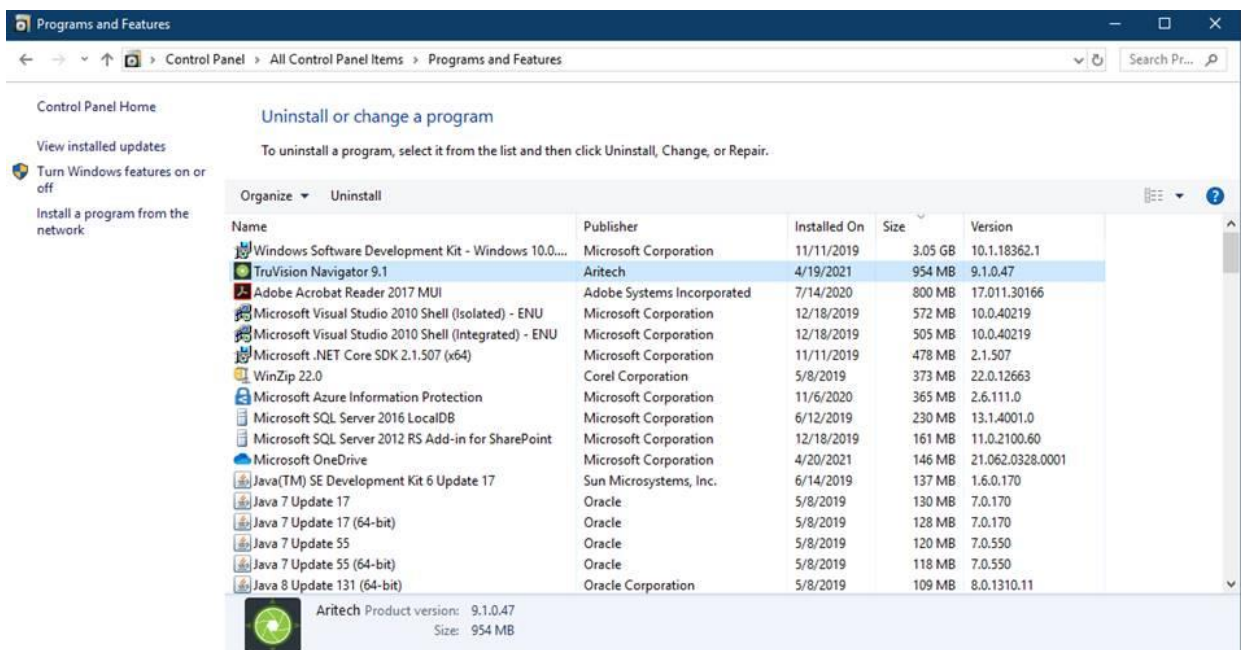 Programs and Features
Control Panel > All Control Panel Items > Programs and Features
Search Pr...
Control Panel Home
View installed updates
Turn Windows features on or
off
Install a program from the
network
Uninstall or change a program
To uninstall a program, select it from the list and then click Uninstall, Change, or Repair.
Organize Uninstall
Name Publisher Installed On Size Version
Windows Software Development Kit - Windows 10.0.... Microsoft Corporation 11/11/2019 3.05 GB 10.1.18362.1
TruVision Navigator 9.1 Aritech 4/19/2021 954 MB 9.1.0.47
Adobe Acrobat Reader 2017 MUI Adobe Systems Incorporated 7/14/2020 800 MB 17.011.30166
Microsoft Visual Studio 2010 Shell (Isolated) - ENU Microsoft Corporation 12/18/2019 572 MB 10.0.40219
Microsoft Visual Studio 2010 Shell (Integrated) - ENU Microsoft Corporation 12/18/2019 505 MB 10.0.40219
Microsoft .NET Core SDK 2.1.507 (x64) Microsoft Corporation 11/11/2019 478 MB 2.1.507
WinZip 22.0 Corel Corporation 5/8/2019 373 MB 22.0.12663
Microsoft Azure Information Protection Microsoft Corporation 11/6/2020 365 MB 2.6.111.0
Microsoft SQL Server 2016 LocalDB Microsoft Corporation 6/12/2019 230 MB 13.1.4001.0
Microsoft SQL Server 2012 RS Add-in for SharePoint Microsoft Corporation 12/18/2019 161 MB 11.0.2100.60
Microsoft OneDrive Microsoft Corporation 4/20/2021 146 MB 21.062.0328.0001
Java(TM) SE Development Kit 6 Update 17 Sun Microsystems, Inc. 6/14/2019 137 MB 1.6.0.170
Java 7 Update 17 Oracle 5/8/2019 130 MB 7.0.170
Java 7 Update 17 (64-bit) Oracle 5/8/2019 128 MB 7.0.170
Java 7 Update 55 Oracle 5/8/2019 120 MB 7.0.550
Java 7 Update 55 (64-bit) Oracle 5/8/2019 118 MB 7.0.550
Java 8 Update 131 (64-bit) Oracle Corporation 5/8/2019 109 MB 8.0.1310.11
Aritech Product version: 9.1.0.47
Size: 954 MB